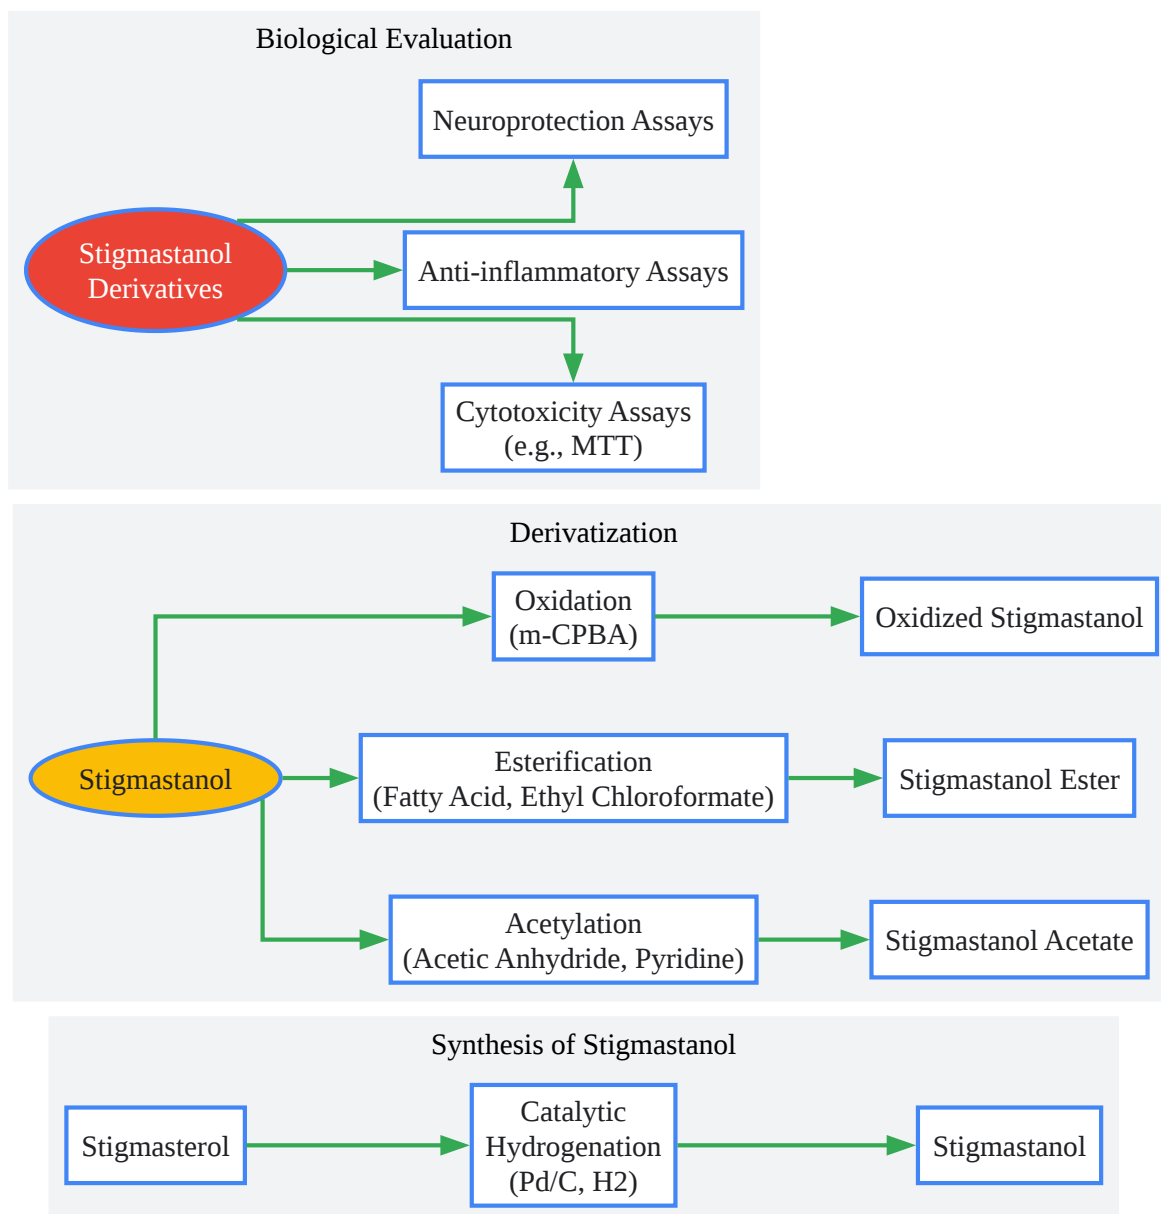 Biological Evaluation
Neuroprotection Assays
Stigmastanol
Derivatives
Anti-inflammatory Assays
Cytotoxicity Assays
(e.g., MTT)
Derivatization
Oxidation
(m-CPBA)
Oxidized Stigmastanol
Stigmastanol
Esterification
(Fatty Acid, Ethyl Chloroformate)
Stigmastanol Ester
Acetylation
(Acetic Anhydride, Pyridine)
Stigmastanol Acetate
Synthesis of Stigmastanol
Stigmasterol
Catalytic
Hydrogenation
(Pd/C, H2)
Stigmastanol